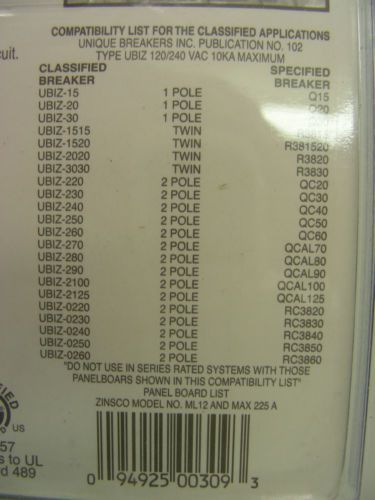 COMPATIBILITY LIST FOR THE CLASSIFIED APPLICATIONS
UNIQUE BREAKERS INC. PUBLICATION NO. 102
TYPE UBIZ 120/240 VAC 10KA MAXIMUM
cuit.
CLASSIFIED SPECIFIED
BREAKER BREAKER
UBIZ-15 1 POLE Q15
UBIZ-20 1 POLE Q20
UBIZ-30 1 POLE
UBIZ-1515 TWIN
UBIZ-1520 TWIN R381520
UBIZ-2020 TWIN R3820
UBIZ-3030 TWIN R3830
UBIZ-220 2 POLE QC20
UBIZ-230 2 POLE QC30
UBIZ-240 2 POLE QC40
UBIZ-250 2 POLE QC50
UBIZ-260 2 POLE QC60
UBIZ-270 2 POLE QCAL70
UBIZ-280 2 POLE QCAL80
UBIZ-290 2 POLE QCAL90
UBIZ-2100 2 POLE QCAL100
UBIZ-2125 2 POLE QCAL125
UBIZ-0220 2 POLE RC3820
UBIZ-0230 2 POLE RC3830
UBIZ-0240 2 POLE RC3840
UBIZ-0250 2 POLE RC3850
UBIZ-0260 2 POLE RC3860
"DO NOT USE IN SERIES RATED SYSTEMS WITH THOSE
PANELBOARDS SHOWN IN THIS COMPATIBILITY LIST"
PANEL BOARD LIST
ZINSCO MODEL NO. ML12 AND MAX 225 A
US
57
s to UL
rd 489
0 94925 00309 3